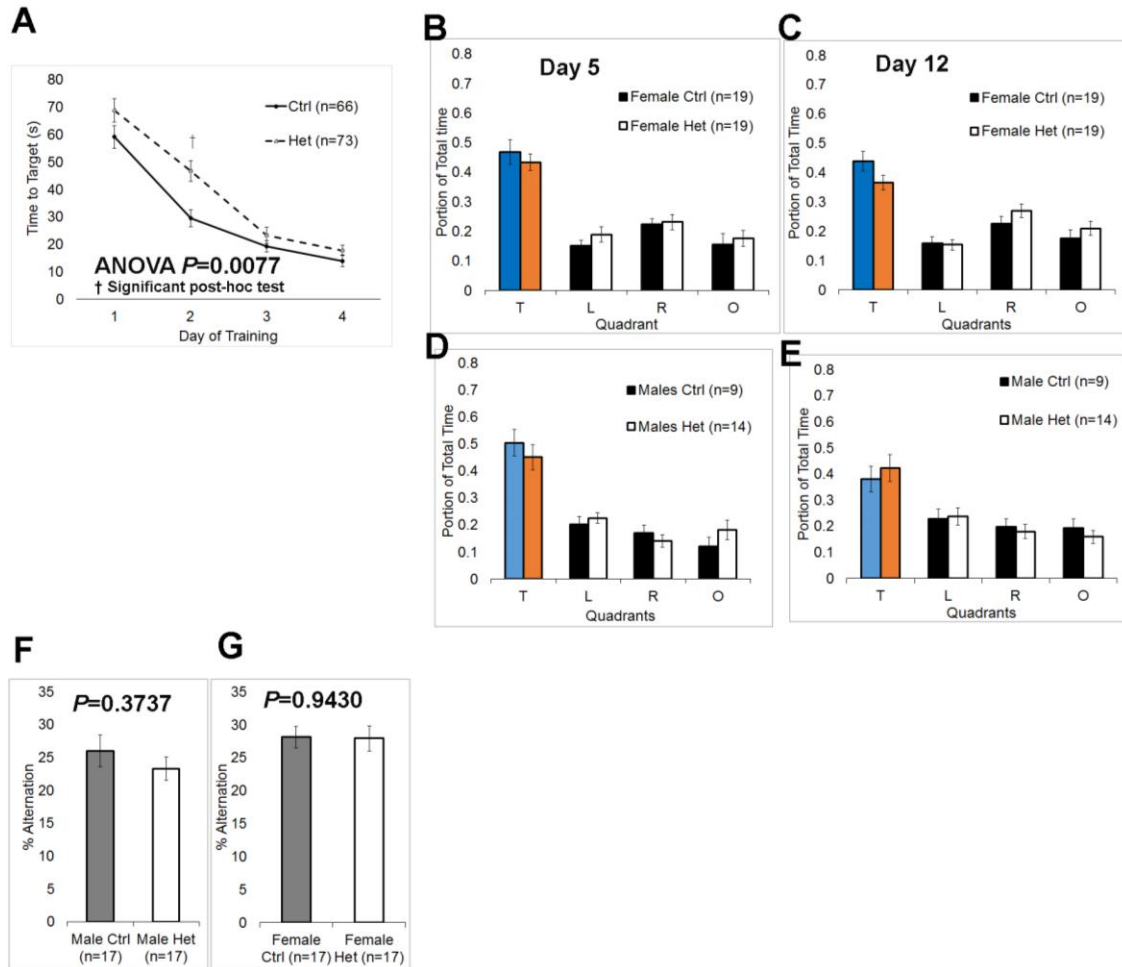 A
80
70
60
50
40
30
20
10
0
Time to Target (s)
Ctrl (n=66)
Het (n=73)
†
ANOVA P=0.0077
† Significant post-hoc test
1 2 3 4
Day of Training
B
0.8
0.7
0.6
0.5
0.4
0.3
0.2
0.1
0
Portion of Total time
Day 5
Female Ctrl (n=19)
Female Het (n=19)
T L R O
Quadrant
C
0.8
0.7
0.6
0.5
0.4
0.3
0.2
0.1
0
Portion of Total Time
Day 12
Female Ctrl (n=19)
Female Het (n=19)
T L R O
Quadrants
D
0.8
0.7
0.6
0.5
0.4
0.3
0.2
0.1
0
Portion of Total Time
Males Ctrl (n=9)
Males Het (n=14)
T L R O
Quadrants
E
0.8
0.7
0.6
0.5
0.4
0.3
0.2
0.1
0
Portion of Total Time
Male Ctrl (n=9)
Male Het (n=14)
T L R O
Quadrants
F
35
30
25
20
15
10
5
0
% Alternation
P=0.3737
Male Ctrl Male Het
(n=17) (n=17)
G
35
30
25
20
15
10
5
0
% Alternation
P=0.9430
Female Female
Ctrl (n=17) Het (n=17)